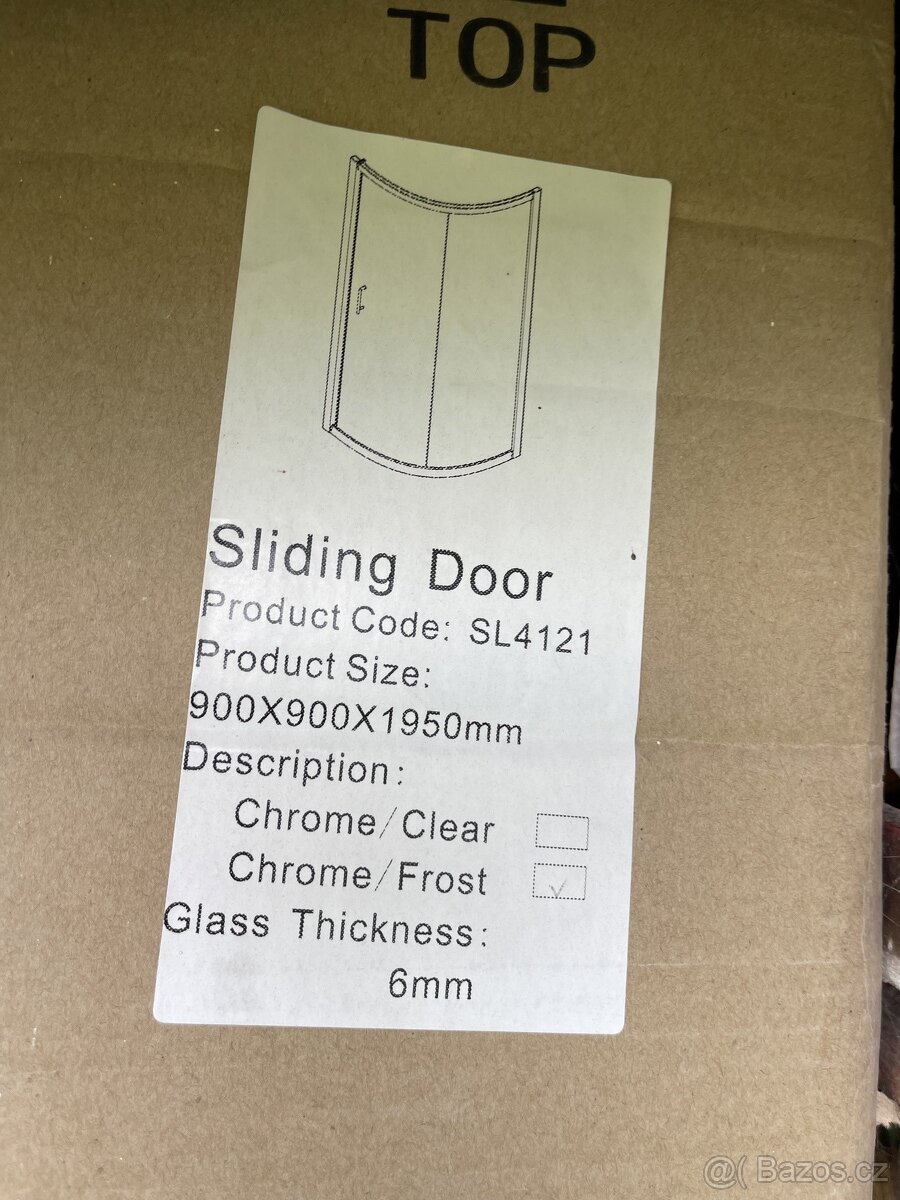 TOP
Sliding Door
Product Code: SL4121
Product Size:
900X900X1950mm
Description:
Chrome/Clear
Chrome/Frost
Glass Thickness:
6mm
@( Bazos.cz